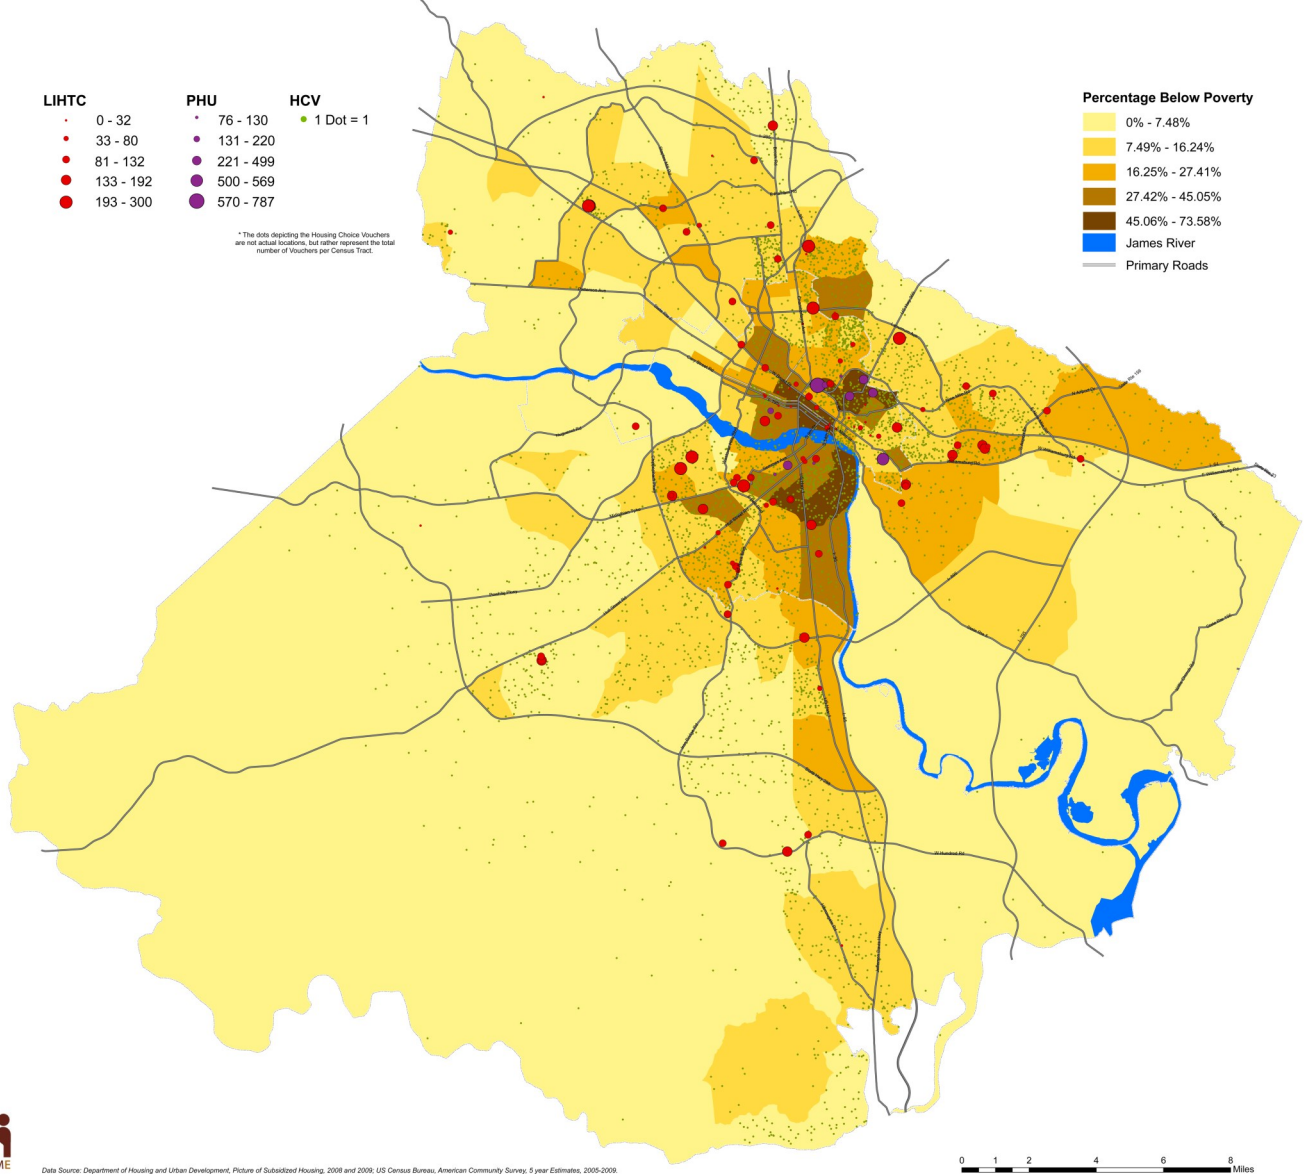 LIHTC
0 - 32
33 - 80
81 - 132
133 - 192
193 - 300
PHU
76 - 130
131 - 220
221 - 499
500 - 569
570 - 787
HCV
1 Dot = 1
* The dots depicting the Housing Choice Vouchers
are not actual locations, but rather represent the total
number of Vouchers per Census Tract.
Percentage Below Poverty
0% - 7.48%
7.49% - 16.24%
16.25% - 27.41%
27.42% - 45.05%
45.06% - 73.58%
James River
Primary Roads
W Hundred Rd
ME
Data Source: Department of Housing and Urban Development, Picture of Subsidized Housing, 2008 and 2009; US Census Bureau, American Community Survey, 5 year Estimates, 2005-2009.
0 1 2 4 6 8
Miles